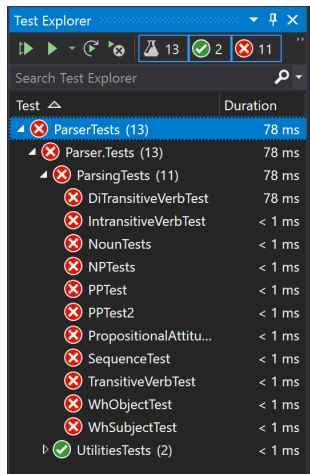 Test Explorer
13 2 11
Search Test Explorer
Test Duration
ParserTests (13) 78 ms
Parser.Tests (13) 78 ms
ParsingTests (11) 78 ms
DiTransitiveVerbTest 78 ms
IntransitiveVerbTest < 1 ms
NounTests < 1 ms
NPTests < 1 ms
PPTest < 1 ms
PPTest2 < 1 ms
PropositionalAttitu... < 1 ms
SequenceTest < 1 ms
TransitiveVerbTest < 1 ms
WhObjectTest < 1 ms
WhSubjectTest < 1 ms
UtilitiesTests (2) < 1 ms